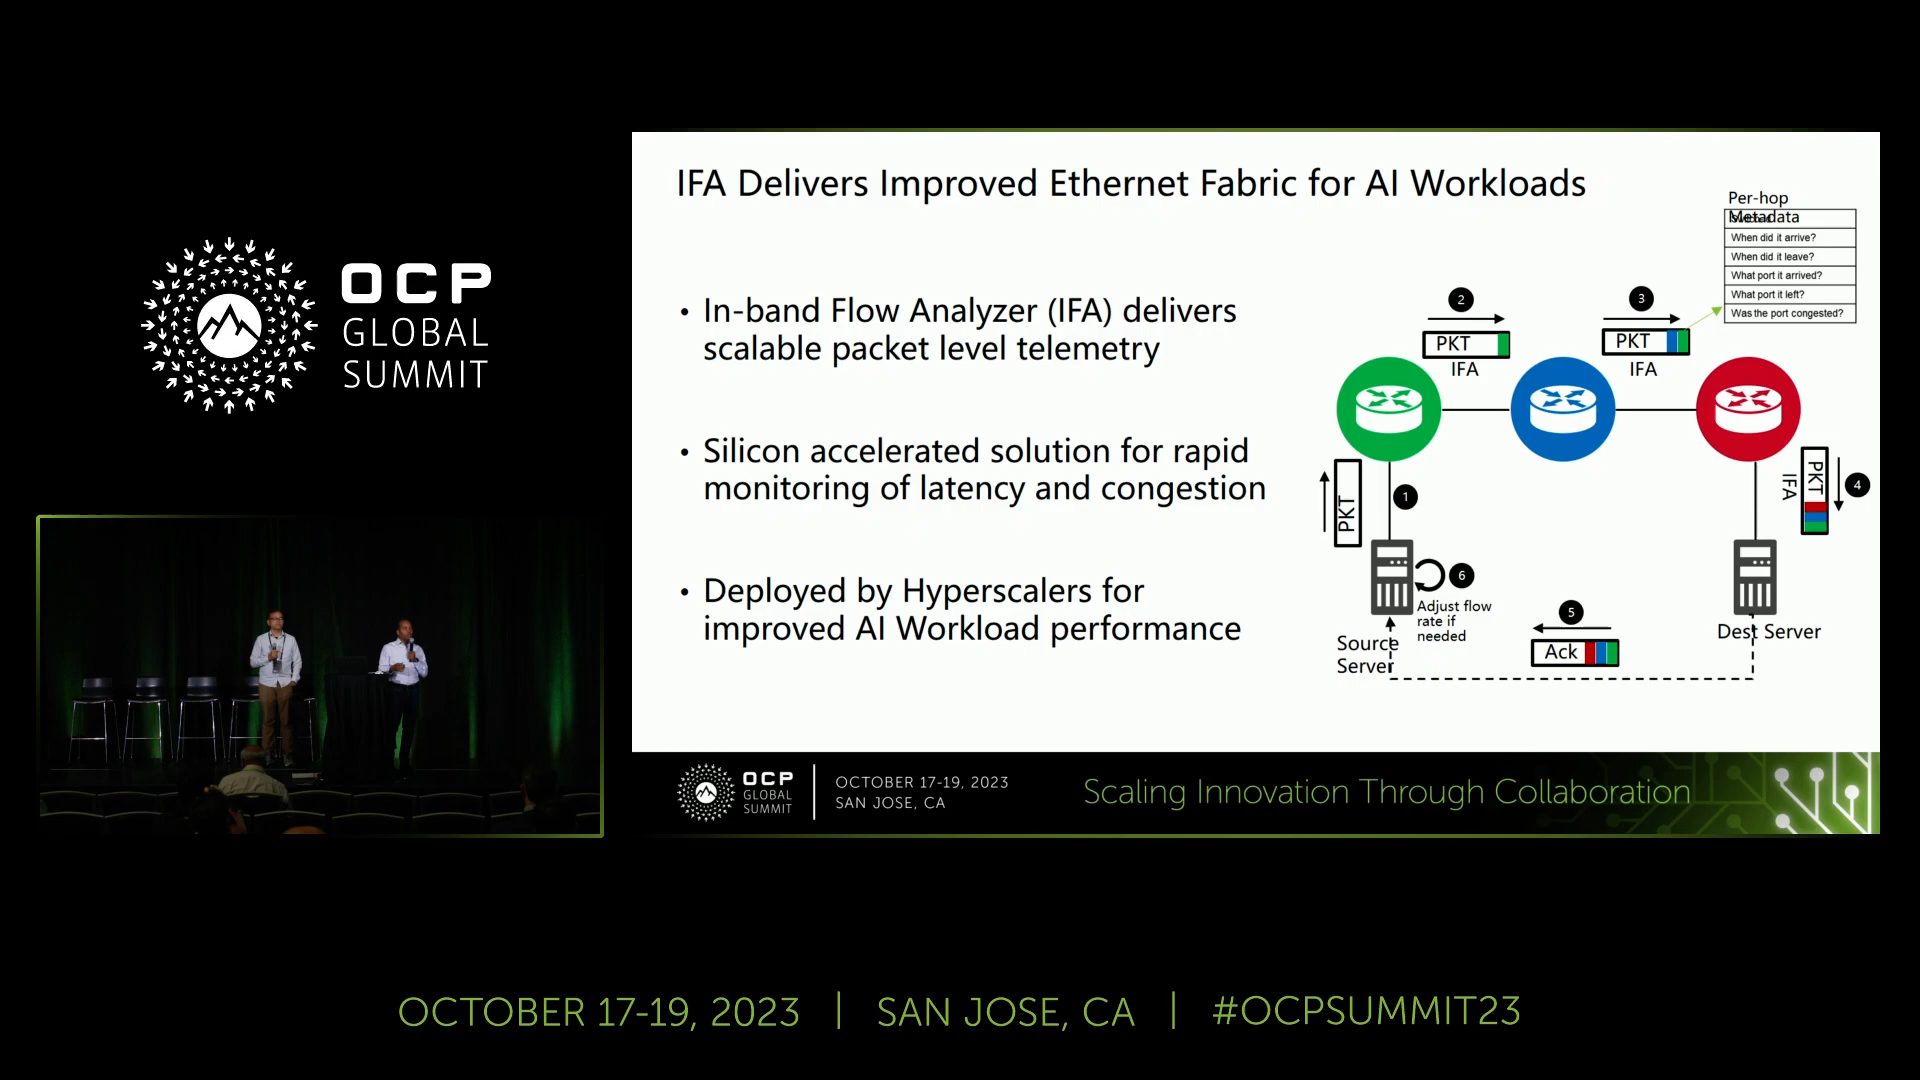 OCP
GLOBAL
SUMMIT
IFA Delivers Improved Ethernet Fabric for AI Workloads
• In-band Flow Analyzer (IFA) delivers
scalable packet level telemetry
• Silicon accelerated solution for rapid
monitoring of latency and congestion
• Deployed by Hyperscalers for
improved AI Workload performance
Per-hop
Metadata
When did it arrive?
When did it leave?
What port it arrived?
What port it left?
Was the port congested?
2
PKT
IFA
3
PKT
IFA
PKT
1
PKT
IFA
4
6
Adjust flow
rate if
needed
Source
Server
5
Ack
Dest Server
OCP
GLOBAL
SUMMIT
OCTOBER 17-19, 2023
SAN JOSE, CA
Scaling Innovation Through Collaboration
OCTOBER 17-19, 2023 | SAN JOSE, CA | #OCPSUMMIT23